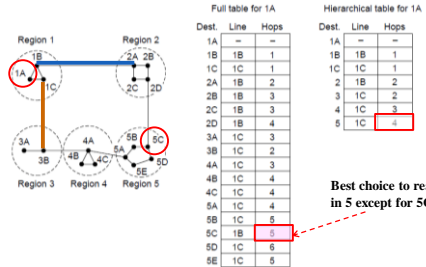 Full table for 1A
Hierarchical table for 1A
Dest. Line Hops
Dest. Line Hops
Region 1
Region 2
1B
2A 2B
1A
1C
2C
2D
3A
3B
4A
4B
4C
5A
5B
5C
5D
5E
Region 3
Region 4
Region 5
1A – –
1B 1B 1
1C 1C 1
2A 1B 2
2B 1B 3
2C 1B 3
2D 1B 4
3A 1C 3
3B 1C 2
4A 1C 3
4B 1C 4
4C 1C 4
5A 1C 4
5B 1C 5
5C 1B 5
5D 1C 6
5E 1C 5
1A – –
1B 1B 1
1C 1C 1
2 1B 2
3 1C 2
4 1C 3
5 1C 4
Best choice to re
in 5 except for 5C